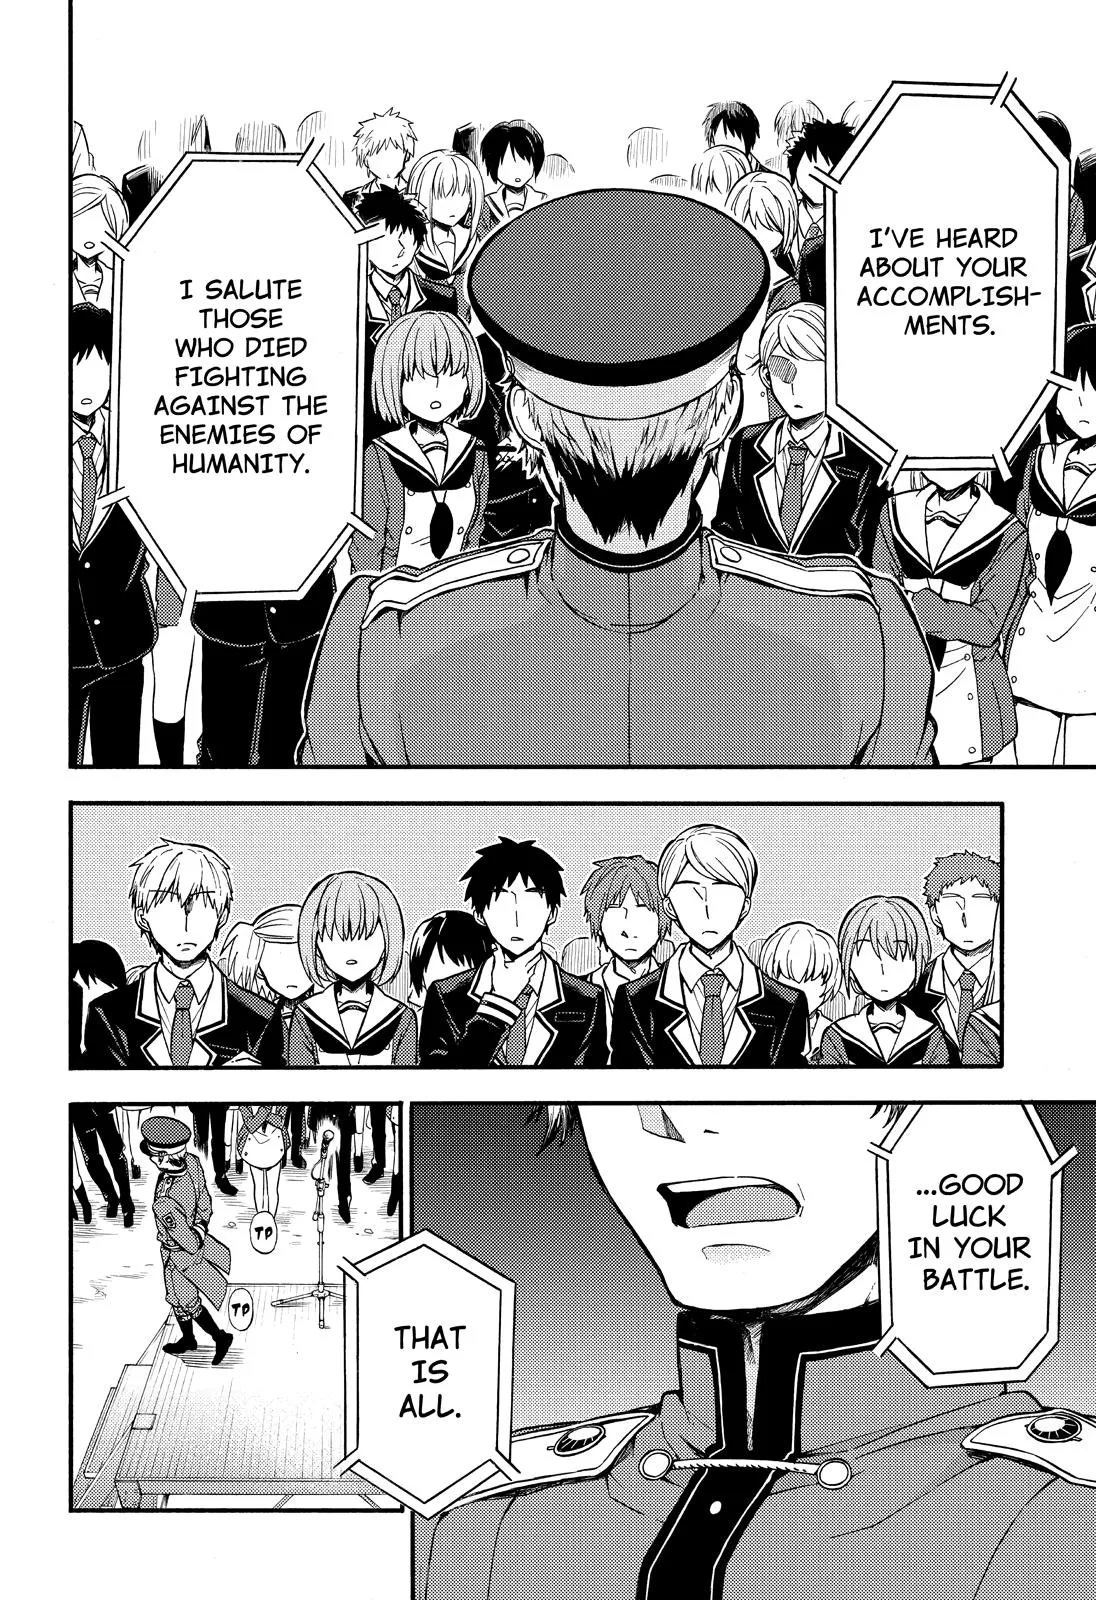 I'VE HEARD
ABOUT YOUR
ACCOMPLISH-
MENTS.
I SALUTE
THOSE
WHO DIED
FIGHTING
AGAINST THE
ENEMIES OF
HUMANITY.
...GOOD
LUCK
IN YOUR
BATTLE.
THAT
IS
ALL.
TP
TP